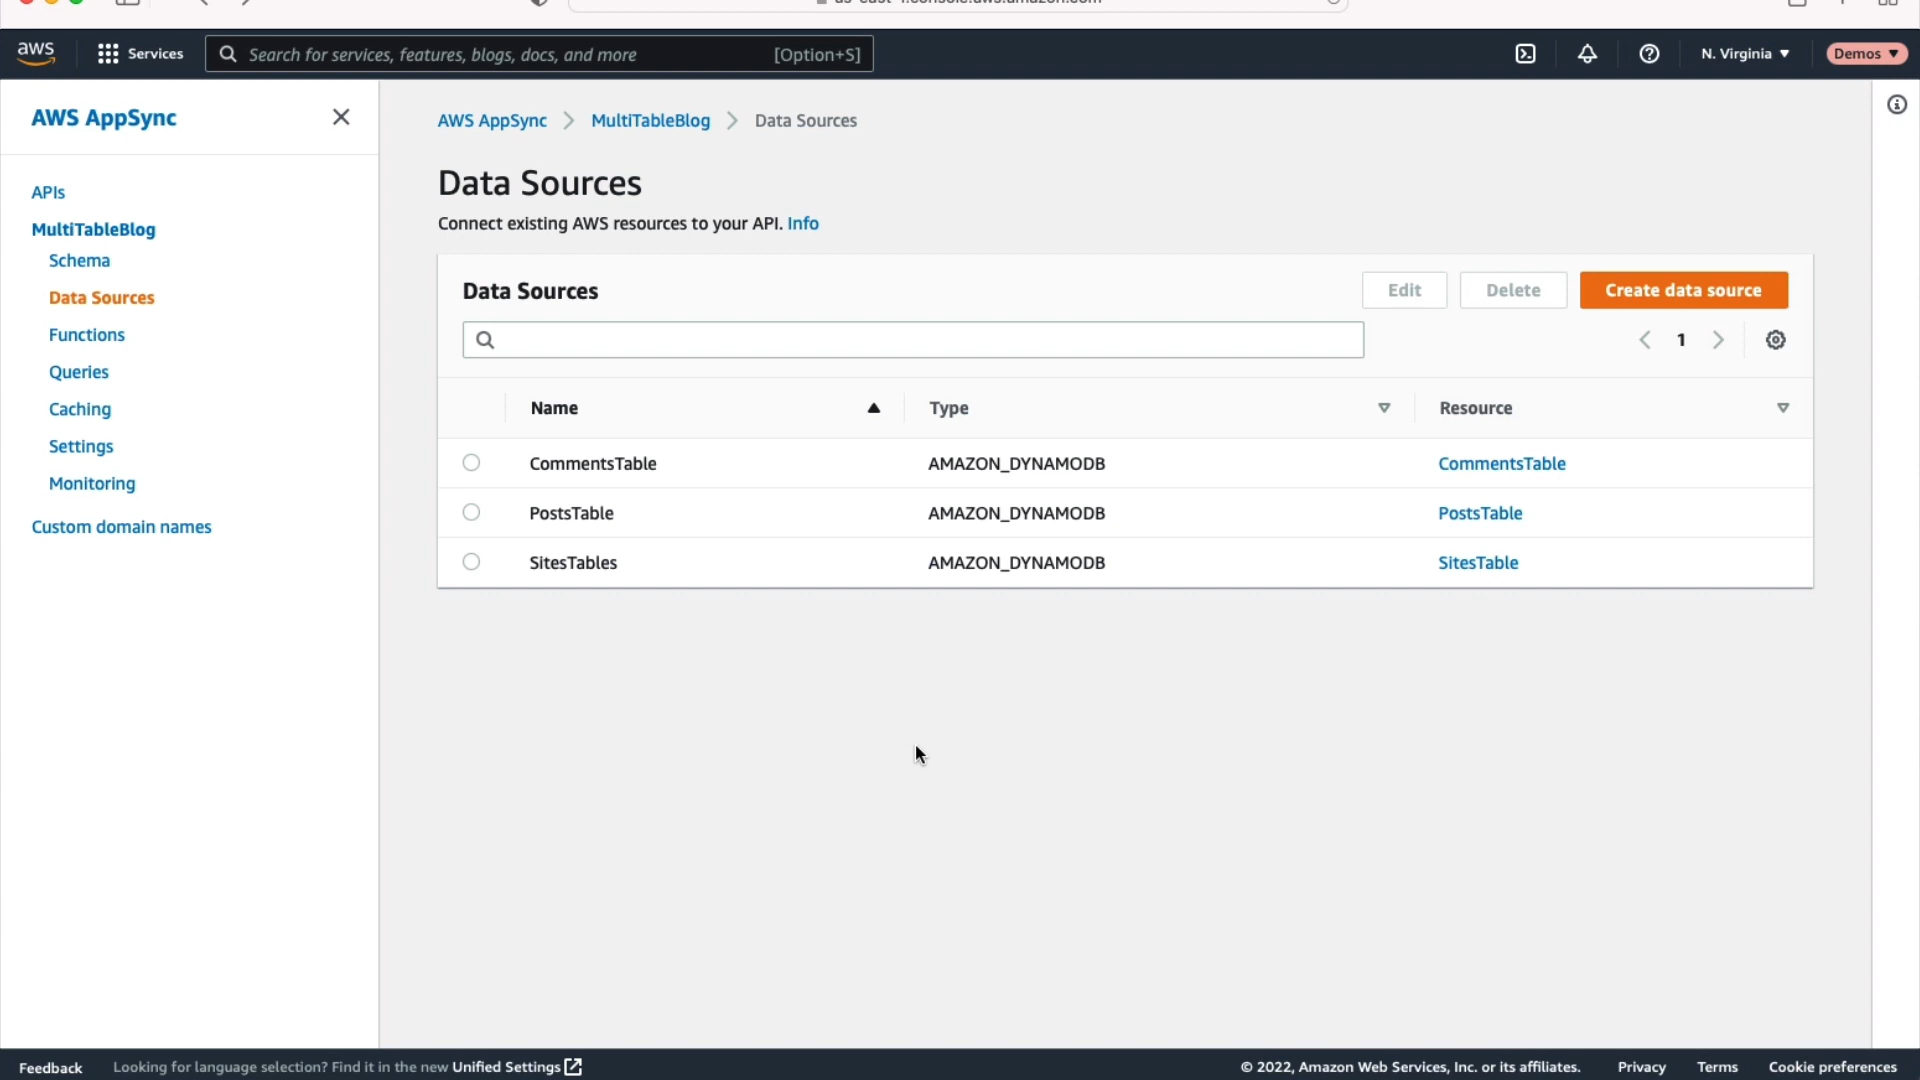 aws
Services
Search for services, features, blogs, docs, and more
[Option+S]
N. Virginia
Demos
AWS AppSync
APIs
MultiTableBlog
Schema
Data Sources
Functions
Queries
Caching
Settings
Monitoring
Custom domain names
AWS AppSync
MultiTableBlog
Data Sources
Data Sources
Connect existing AWS resources to your API. Info
Data Sources
Edit
Delete
Create data source
1
Name
Type
Resource
CommentsTable
AMAZON_DYNAMODB
CommentsTable
PostsTable
AMAZON_DYNAMODB
PostsTable
SitesTables
AMAZON_DYNAMODB
SitesTable
Feedback
Looking for language selection? Find it in the new Unified Settings
© 2022, Amazon Web Services, Inc. or its affiliates.
Privacy
Terms
Cookie preferences